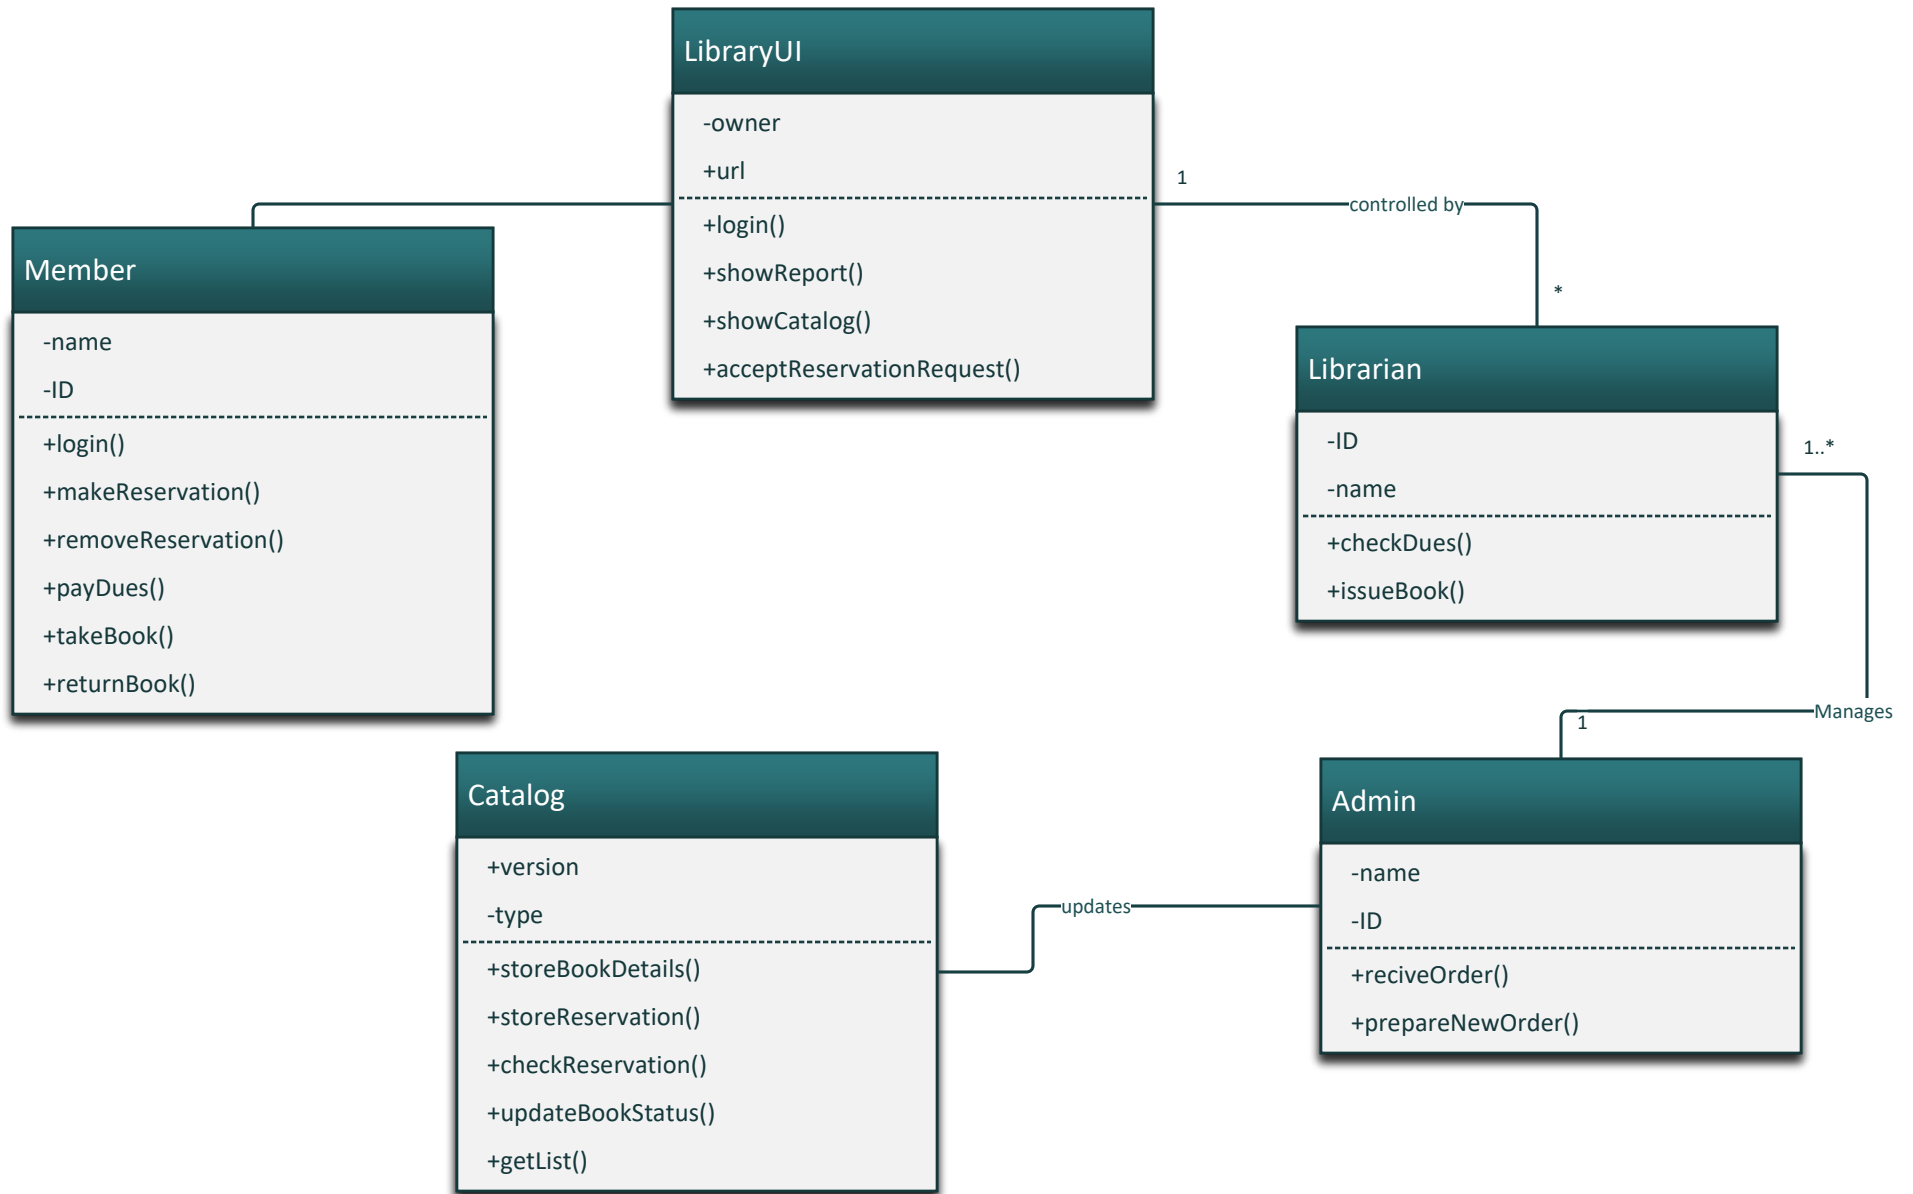 LibraryUI
-owner
+url
+login()
+showReport()
+showCatalog()
+acceptReservationRequest()
1
controlled by
*
Member
-name
-ID
+login()
+makeReservation()
+removeReservation()
+payDues()
+takeBook()
+returnBook()
Librarian
-ID
-name
+checkDues()
+issueBook()
1..*
Manages
1
Catalog
+version
-type
+storeBookDetails()
+storeReservation()
+checkReservation()
+updateBookStatus()
+getList()
updates
Admin
-name
-ID
+reciveOrder()
+prepareNewOrder()